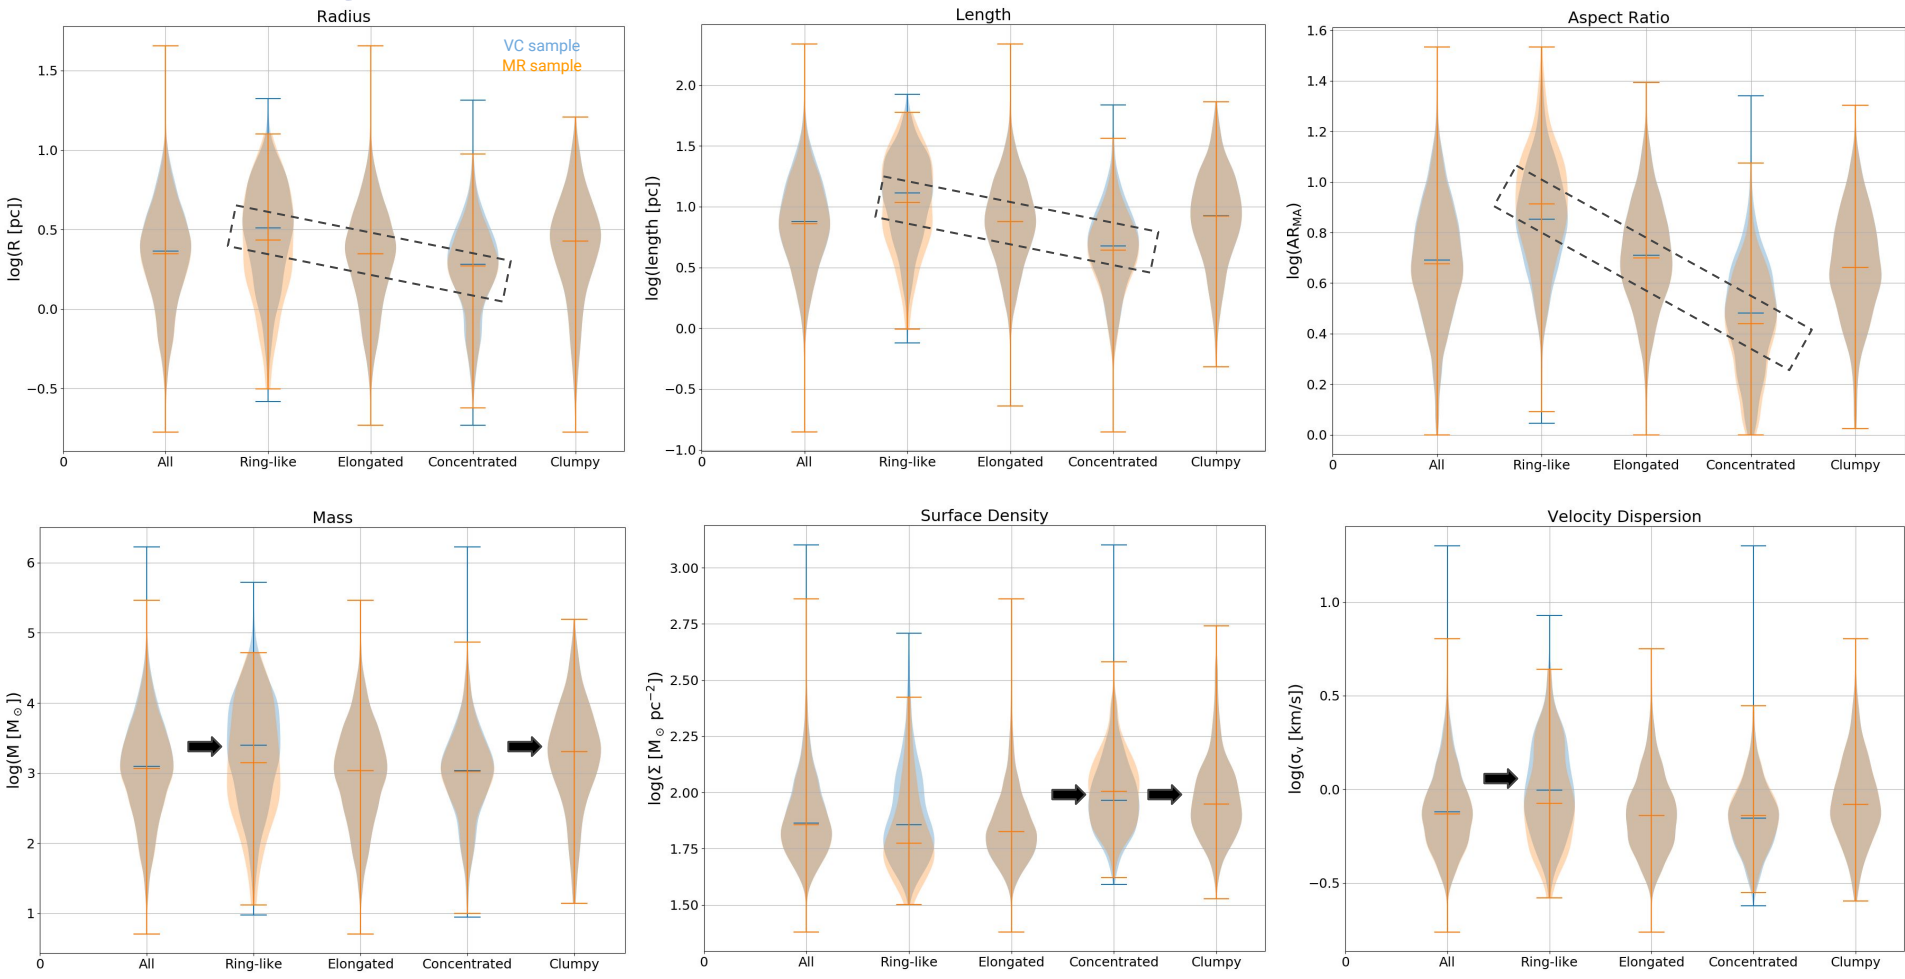 Radius
VC sample
MR sample
log(R [pc])
1.5
1.0
0.5
0.0
−0.5
0 All Ring-like Elongated Concentrated Clumpy
Length
log(length [pc])
2.0
1.5
1.0
0.5
0.0
−0.5
−1.0
0 All Ring-like Elongated Concentrated Clumpy
Aspect Ratio
log(AR_MA)
1.6
1.4
1.2
1.0
0.8
0.6
0.4
0.2
0.0
0 All Ring-like Elongated Concentrated Clumpy
Mass
log(M [M☉])
6
5
4
3
2
1
0 All Ring-like Elongated Concentrated Clumpy
Surface Density
log(Σ [M☉ pc⁻²])
3.00
2.75
2.50
2.25
2.00
1.75
1.50
0 All Ring-like Elongated Concentrated Clumpy
Velocity Dispersion
log(σᵥ [km/s])
1.0
0.5
0.0
−0.5
0 All Ring-like Elongated Concentrated Clumpy